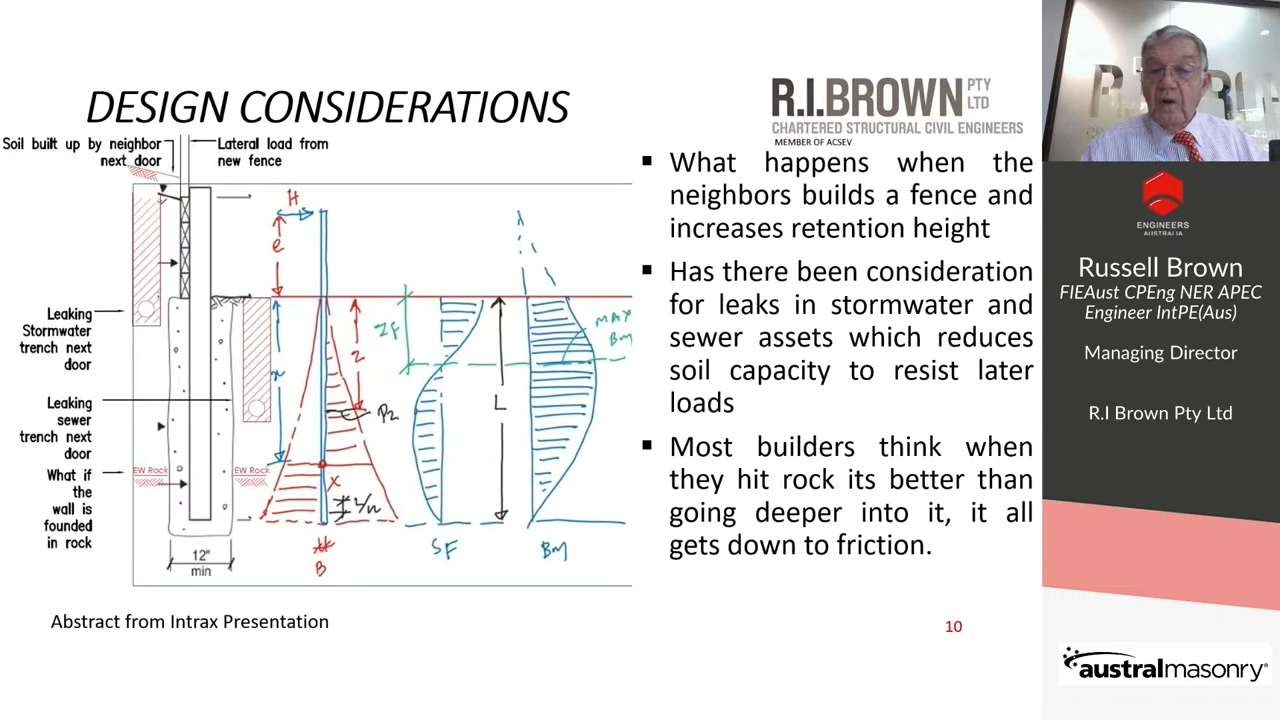 DESIGN CONSIDERATIONS
R.I.BROWN PTY
LTD
CHARTERED STRUCTURAL CIVIL ENGINEERS
MEMBER OF ACSEV
Soil built up by neighbor
next door
Lateral load from
new fence
Leaking
Stormwater
trench next
door
Leaking
sewer
trench next
door
What if
the
wall is
founded
in rock
EW Rock
EW Rock
12"
min
H
e
x
z
Pz
X
B
ZF
SF
L
MAX
BM
BM
Abstract from Intrax Presentation
▪ What happens when the
neighbors builds a fence and
increases retention height
▪ Has there been consideration
for leaks in stormwater and
sewer assets which reduces
soil capacity to resist later
loads
▪ Most builders think when
they hit rock its better than
going deeper into it, it all
gets down to friction.
10
ENGINEERS
AUSTRALIA
Russell Brown
FIEAust CPEng NER APEC
Engineer IntPE(Aus)
Managing Director
R.I Brown Pty Ltd
australmasonry